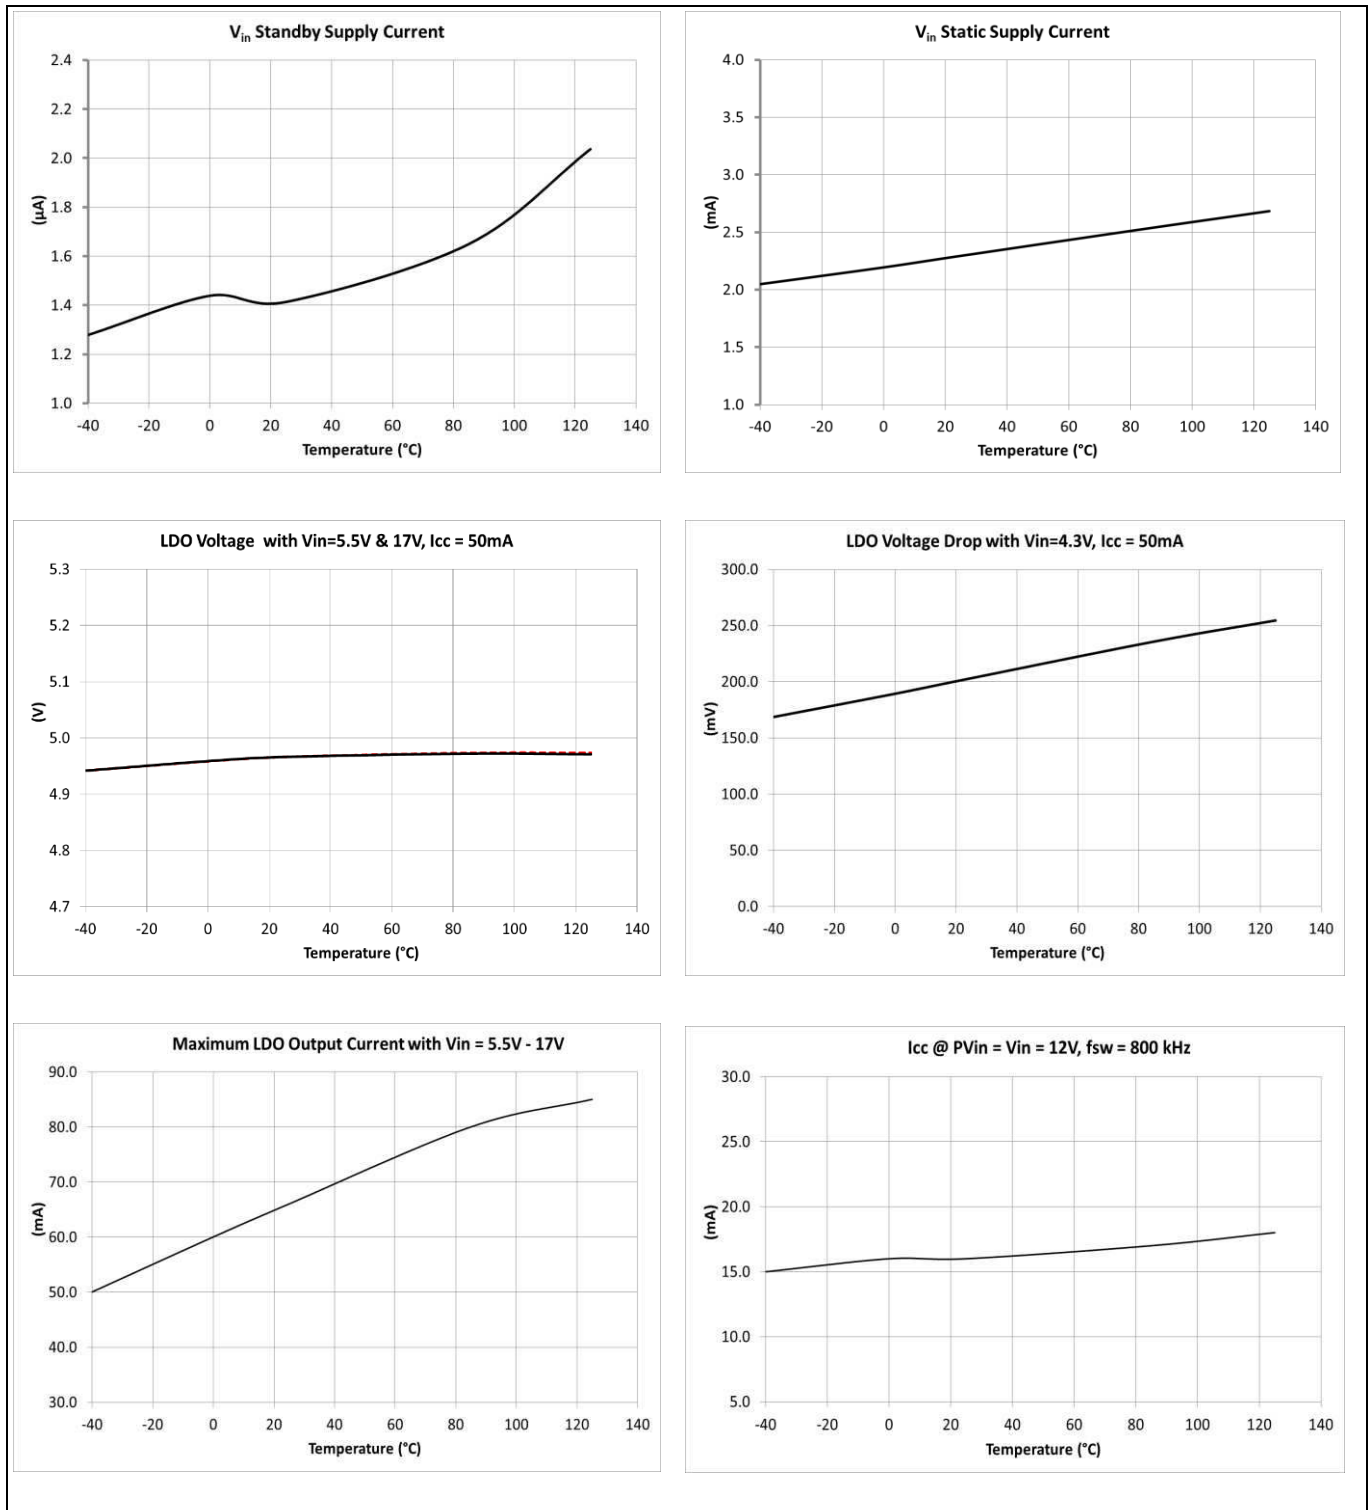 V_in Standby Supply Current
2.4
2.2
2.0
1.8
1.6
1.4
1.2
1.0
(µA)
-40 -20 0 20 40 60 80 100 120 140
Temperature (°C)
V_in Static Supply Current
4.0
3.5
3.0
2.5
2.0
1.5
1.0
(mA)
-40 -20 0 20 40 60 80 100 120 140
Temperature (°C)
LDO Voltage with Vin=5.5V & 17V, Icc = 50mA
5.3
5.2
5.1
5.0
4.9
4.8
4.7
(V)
-40 -20 0 20 40 60 80 100 120 140
Temperature (°C)
LDO Voltage Drop with Vin=4.3V, Icc = 50mA
300.0
250.0
200.0
150.0
100.0
50.0
0.0
(mV)
-40 -20 0 20 40 60 80 100 120 140
Temperature (°C)
Maximum LDO Output Current with Vin = 5.5V - 17V
90.0
80.0
70.0
60.0
50.0
40.0
30.0
(mA)
-40 -20 0 20 40 60 80 100 120 140
Temperature (°C)
Icc @ PVin = Vin = 12V, fsw = 800 kHz
30.0
25.0
20.0
15.0
10.0
5.0
(mA)
-40 -20 0 20 40 60 80 100 120 140
Temperature (°C)